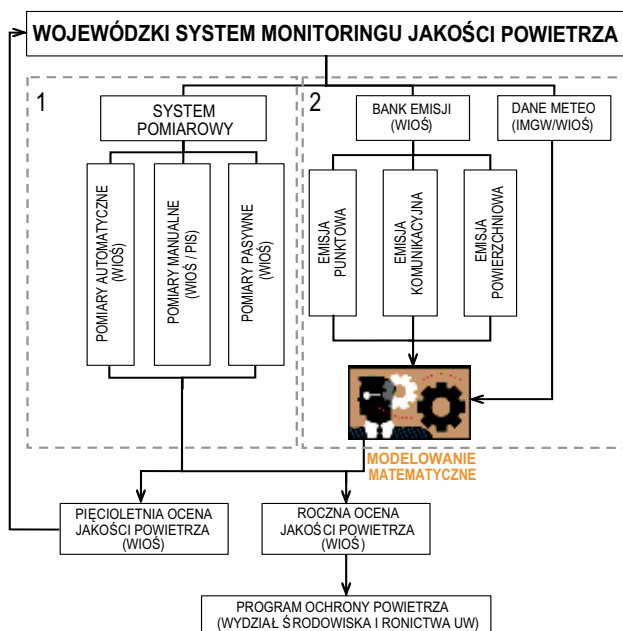 WOJEWÓDZKI SYSTEM MONITORINGU JAKOŚCI POWIETRZA
1
SYSTEM
POMIAROWY
2
BANK EMISJI
(WIOŚ)
DANE METEO
(IMGW/WIOŚ)
POMIARY AUTOMATYCZNE
(WIOŚ)
POMIARY MANUALNE
(WIOŚ / PIS)
POMIARY PASYWNE
(WIOŚ)
EMISJA
PUNKTOWA
EMISJA
KOMUNIKACYJNA
EMISJA
POWIERZCHNIOWA
MODELOWANIE
MATEMATYCZNE
PIĘCIOLETNIA OCENA
JAKOŚCI POWIETRZA
(WIOŚ)
ROCZNA OCENA
JAKOŚCI POWIETRZA
(WIOŚ)
PROGRAM OCHRONY POWIETRZA
(WYDZIAŁ ŚRODOWISKA I RONICTWA UW)